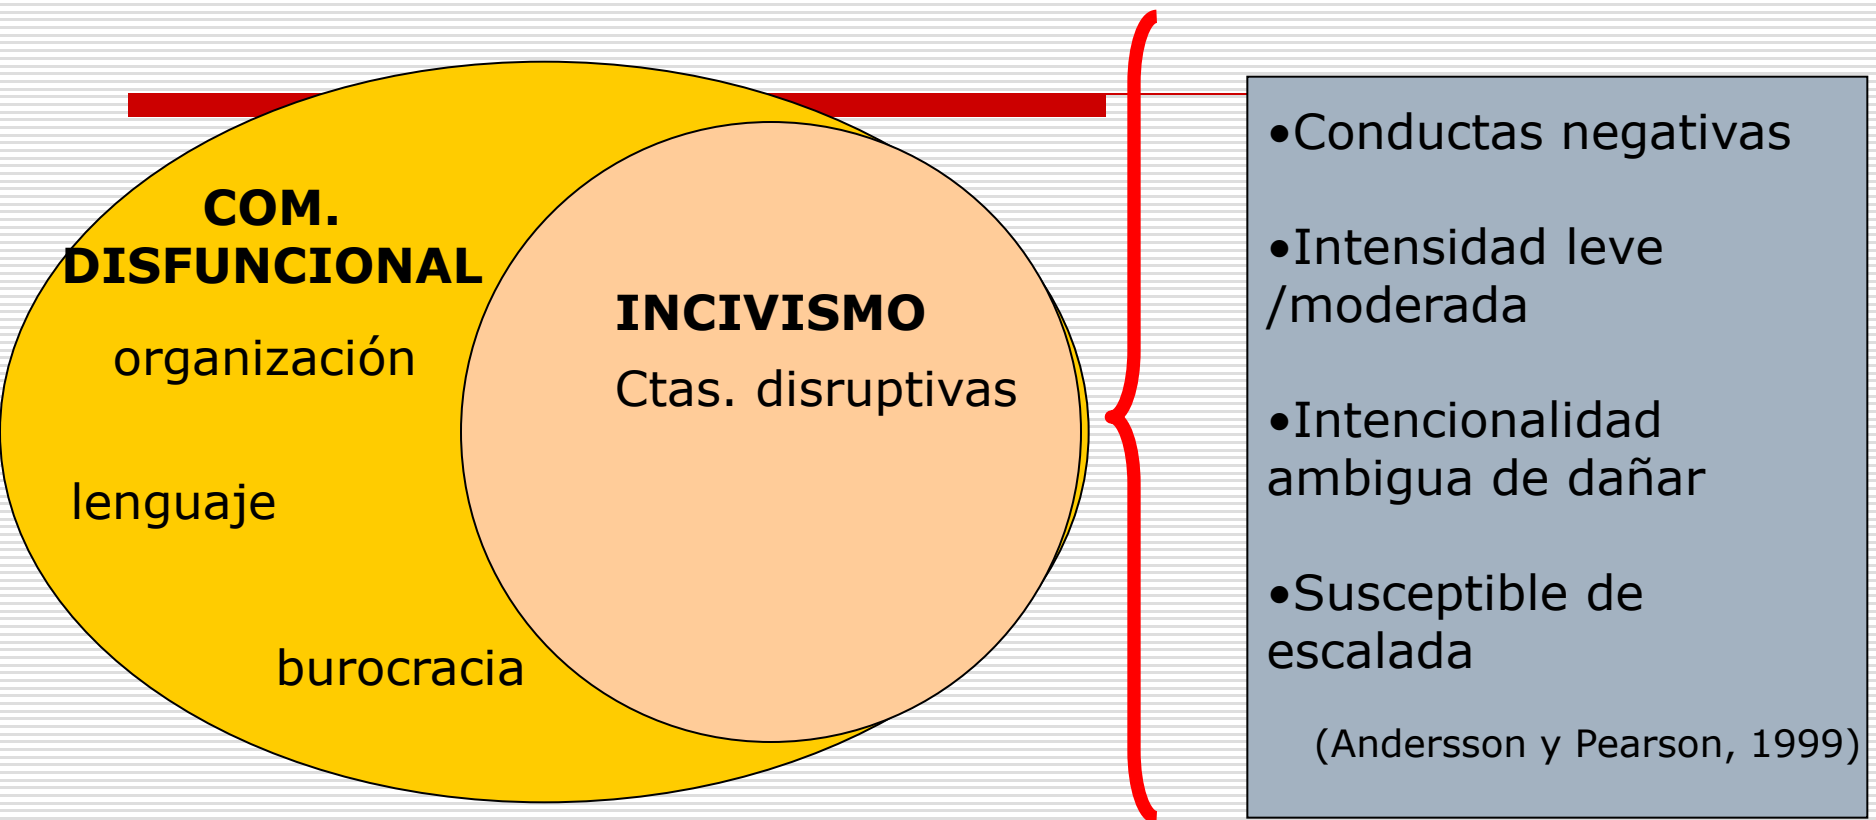 COM.
DISFUNCIONAL
organización
lenguaje
burocracia
INCIVISMO
Ctas. disruptivas
•Conductas negativas
•Intensidad leve
/moderada
•Intencionalidad
ambigua de dañar
•Susceptible de
escalada
(Andersson y Pearson, 1999)